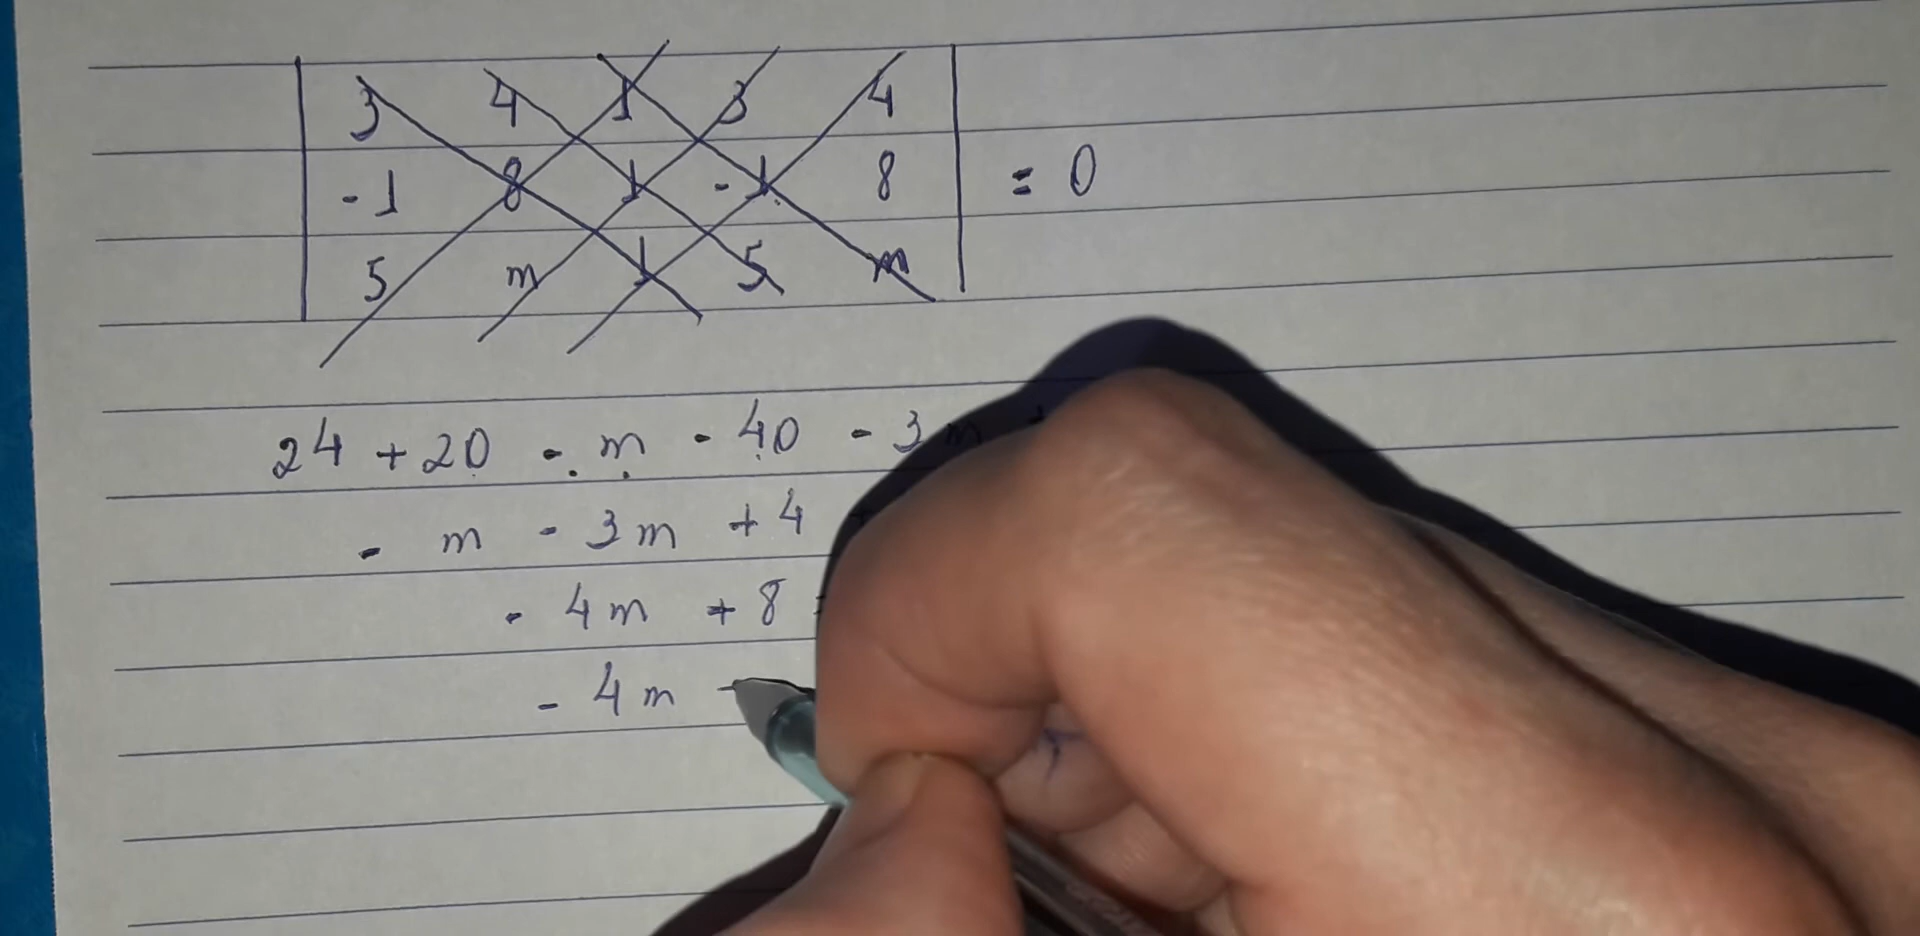 3 4 1 3 4
-1 8 1 -1 8 = 0
5 m 1 5 m
24 + 20 - m - 40 - 3m
- m - 3m + 4
- 4m + 8
- 4m